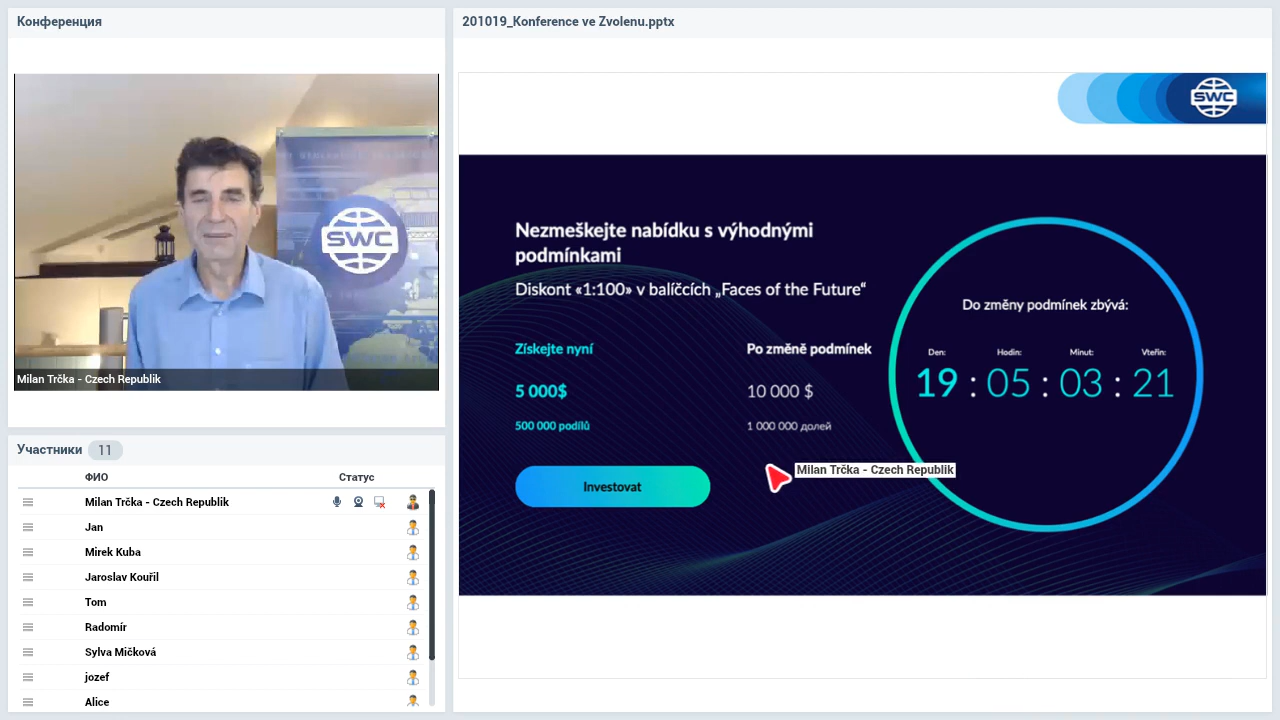 Конференция
SWC
Milan Trčka - Czech Republik
Участники 11
ФИО Статус
Milan Trčka - Czech Republik
Jan
Mirek Kuba
Jaroslav Kouřil
Tom
Radomír
Sylva Mičková
jozef
Alice
201019_Konference ve Zvolenu.pptx
SWC
Nezmeškejte nabídku s výhodnými
podmínkami
Diskont «1:100» v balíčcích „Faces of the Future“
Získejte nyní
5 000$
500 000 podílů
Investovat
Po změně podmínek
10 000 $
1 000 000 долей
Milan Trčka - Czech Republik
Do změny podmínek zbývá:
Den: Hodin: Minut: Vteřin:
19 : 05 : 03 : 21